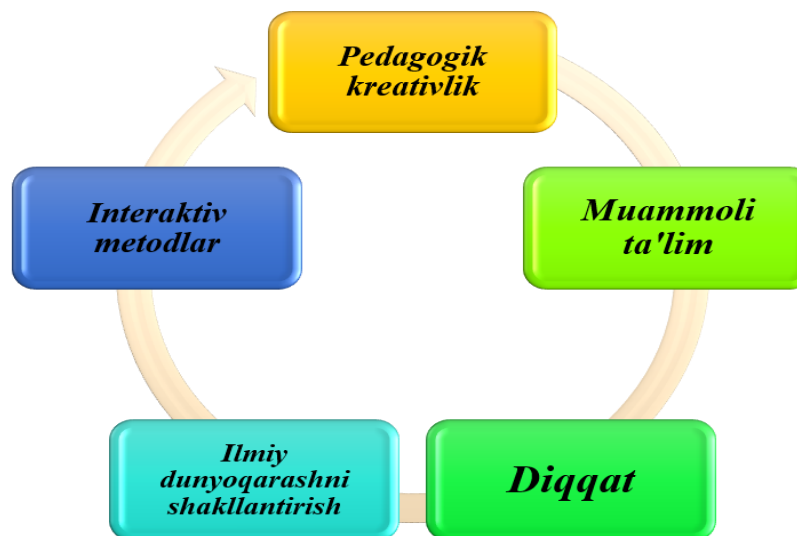 Pedagogik
kreativlik
Muammoli
ta'lim
Diqqat
Ilmiy
dunyoqarashni
shakllantirish
Interaktiv
metodlar